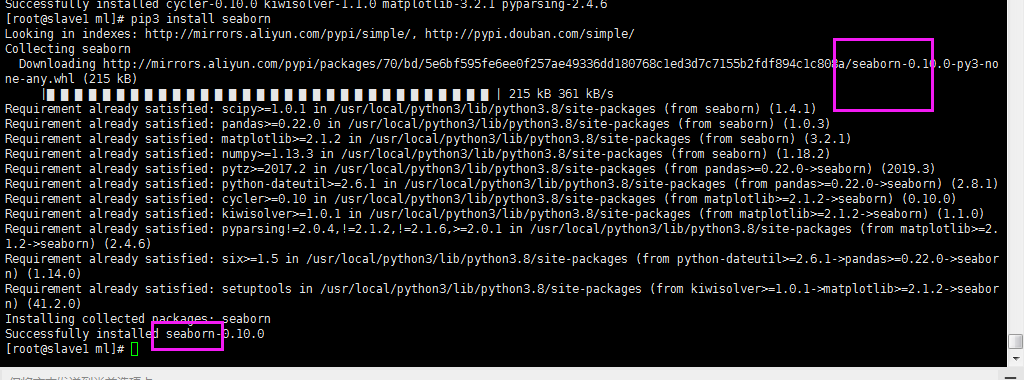 Successfully installed cycler-0.10.0 kiwisolver-1.1.0 matplotlib-3.2.1 pyparsing-2.4.6
[root@slave1 ml]# pip3 install seaborn
Looking in indexes: http://mirrors.aliyun.com/pypi/simple/, http://pypi.douban.com/simple/
Collecting seaborn
Downloading http://mirrors.aliyun.com/pypi/packages/70/bd/5e6bf595fe6ee0f257ae49336dd180768c1ed3d7c7155b2fdf894c1c808a/seaborn-0.10.0-py3-no
ne-any.whl (215 kB)
| 215 kB 361 kB/s
Requirement already satisfied: scipy>=1.0.1 in /usr/local/python3/lib/python3.8/site-packages (from seaborn) (1.4.1)
Requirement already satisfied: pandas>=0.22.0 in /usr/local/python3/lib/python3.8/site-packages (from seaborn) (1.0.3)
Requirement already satisfied: matplotlib>=2.1.2 in /usr/local/python3/lib/python3.8/site-packages (from seaborn) (3.2.1)
Requirement already satisfied: numpy>=1.13.3 in /usr/local/python3/lib/python3.8/site-packages (from seaborn) (1.18.2)
Requirement already satisfied: pytz>=2017.2 in /usr/local/python3/lib/python3.8/site-packages (from pandas>=0.22.0->seaborn) (2019.3)
Requirement already satisfied: python-dateutil>=2.6.1 in /usr/local/python3/lib/python3.8/site-packages (from pandas>=0.22.0->seaborn) (2.8.1)
Requirement already satisfied: cycler>=0.10 in /usr/local/python3/lib/python3.8/site-packages (from matplotlib>=2.1.2->seaborn) (0.10.0)
Requirement already satisfied: kiwisolver>=1.0.1 in /usr/local/python3/lib/python3.8/site-packages (from matplotlib>=2.1.2->seaborn) (1.1.0)
Requirement already satisfied: pyparsing!=2.0.4,!=2.1.2,!=2.1.6,>=2.0.1 in /usr/local/python3/lib/python3.8/site-packages (from matplotlib>=2.
1.2->seaborn) (2.4.6)
Requirement already satisfied: six>=1.5 in /usr/local/python3/lib/python3.8/site-packages (from python-dateutil>=2.6.1->pandas>=0.22.0->seabor
n) (1.14.0)
Requirement already satisfied: setuptools in /usr/local/python3/lib/python3.8/site-packages (from kiwisolver>=1.0.1->matplotlib>=2.1.2->seabor
n) (41.2.0)
Installing collected packages: seaborn
Successfully installed seaborn-0.10.0
[root@slave1 ml]#